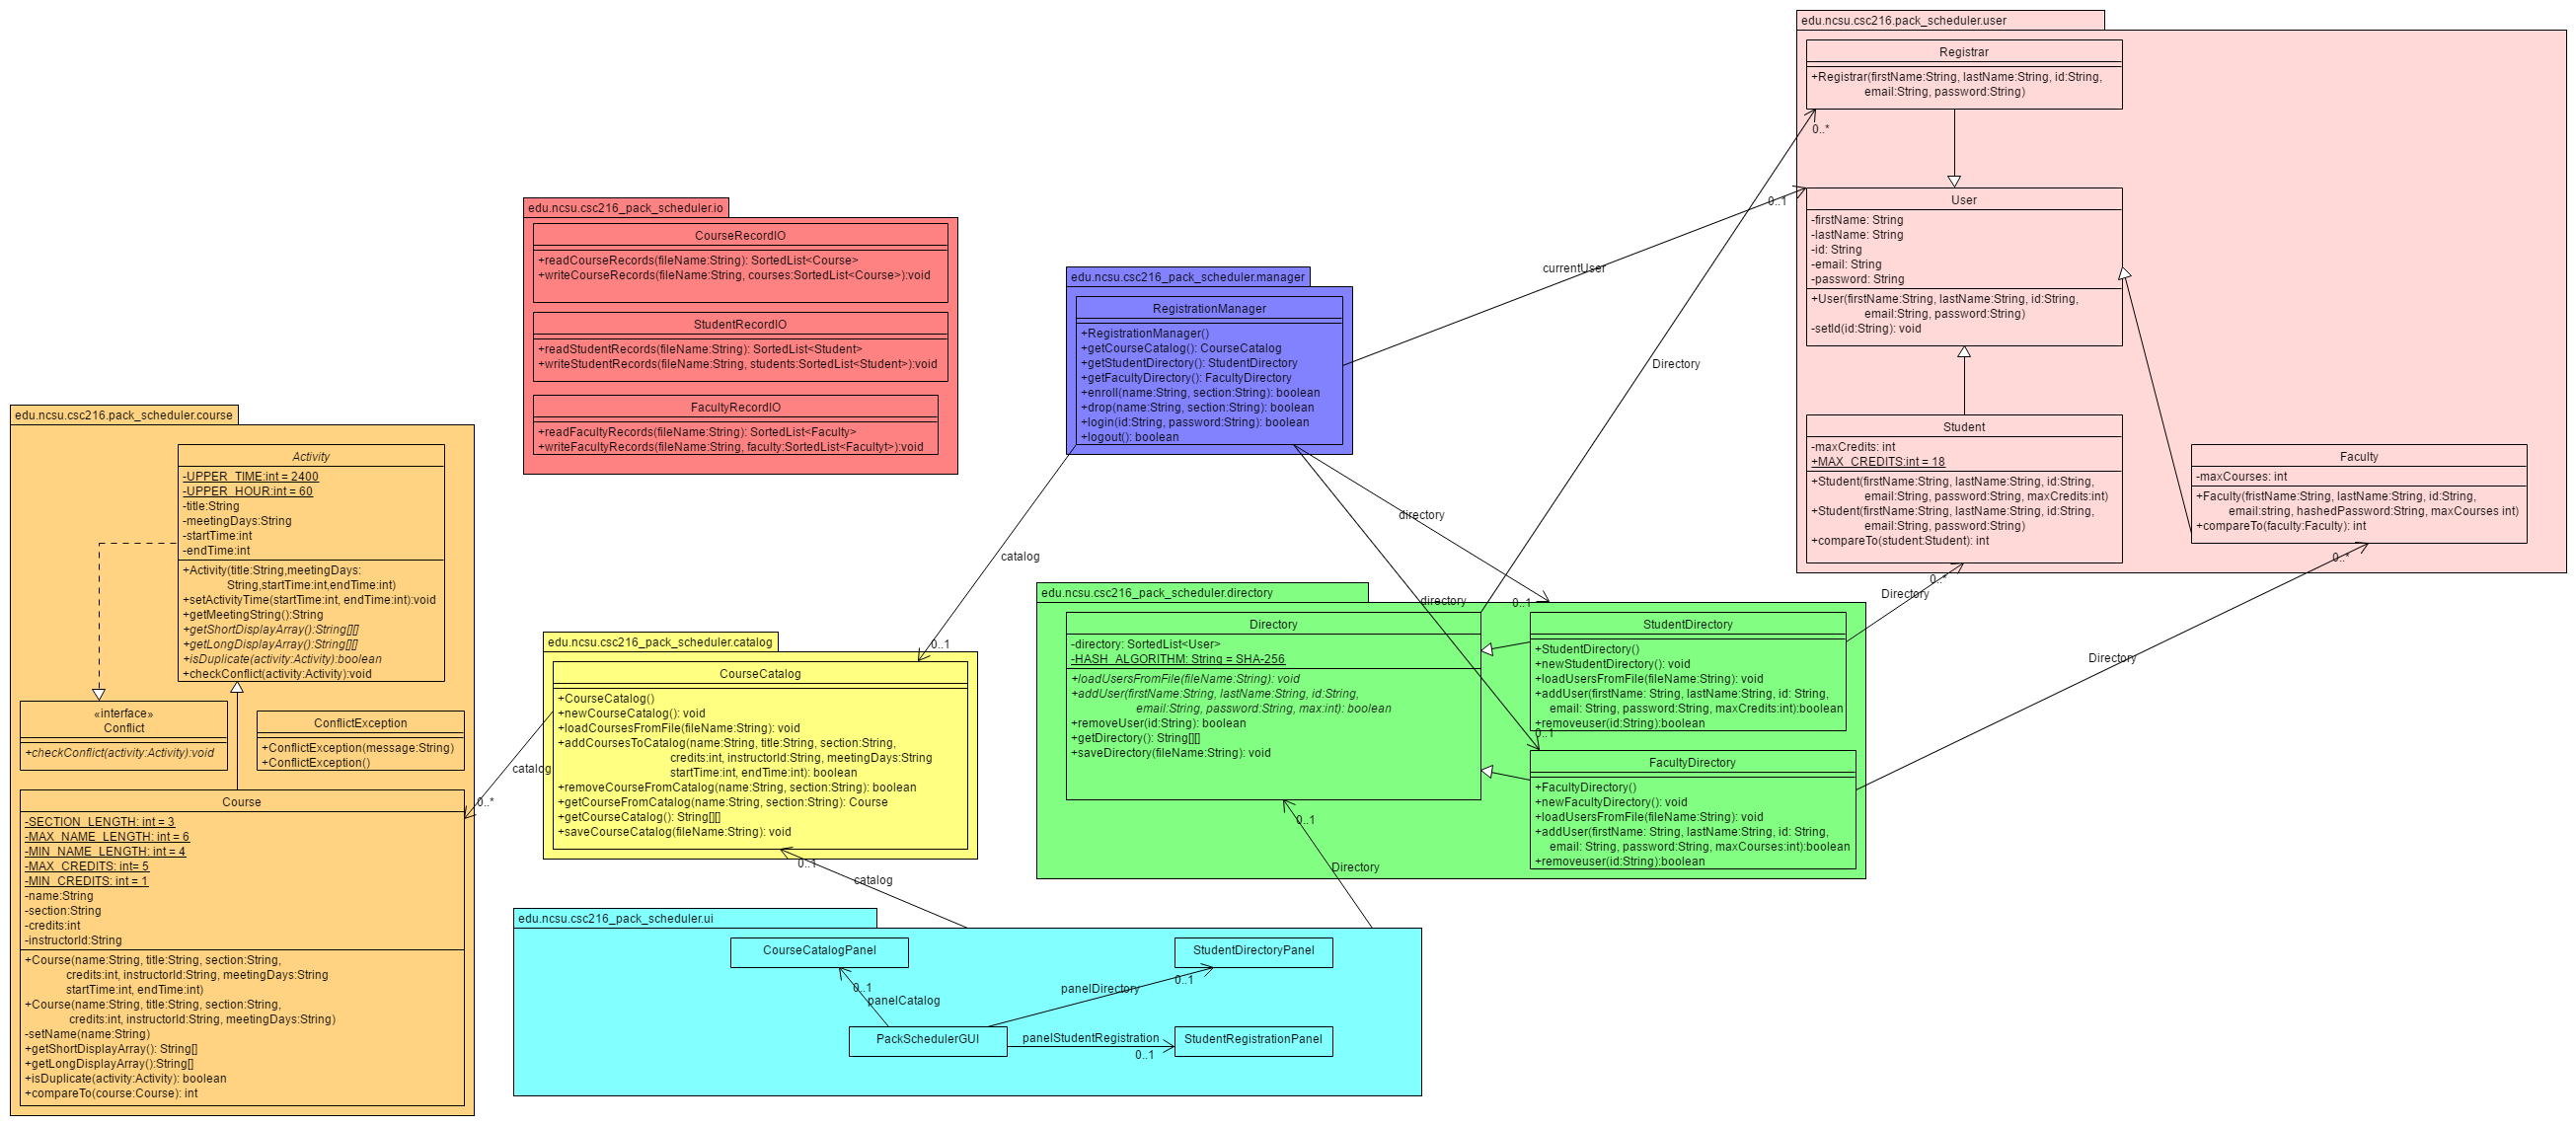 edu.ncsu.csc216.pack_scheduler.user
Registrar
+Registrar(firstName:String, lastName:String, id:String,
email:String, password:String)
0..*
User
-firstName: String
-lastName: String
-id: String
-email: String
-password: String
+User(firstName:String, lastName:String, id:String,
email:String, password:String)
-setId(id:String): void
Student
-maxCredits: int
+MAX_CREDITS:int = 18
+Student(firstName:String, lastName:String, id:String,
email:String, password:String, maxCredits:int)
+Student(firstName:String, lastName:String, id:String,
email:String, password:String)
+compareTo(student:Student): int
Faculty
-maxCourses: int
+Faculty(fristName:String, lastName:String, id:String,
email:string, hashedPassword:String, maxCourses int)
+compareTo(faculty:Faculty): int
0..*
0..*
0..1
currentUser
Directory
Directory
Directory
edu.ncsu.csc216_pack_scheduler.io
CourseRecordIO
+readCourseRecords(fileName:String): SortedList<Course>
+writeCourseRecords(fileName:String, courses:SortedList<Course>):void
StudentRecordIO
+readStudentRecords(fileName:String): SortedList<Student>
+writeStudentRecords(fileName:String, students:SortedList<Student>):void
FacultyRecordIO
+readFacultyRecords(fileName:String): SortedList<Faculty>
+writeFacultyRecords(fileName:String, faculty:SortedList<Facultyt>):void
edu.ncsu.csc216_pack_scheduler.manager
RegistrationManager
+RegistrationManager()
+getCourseCatalog(): CourseCatalog
+getStudentDirectory(): StudentDirectory
+getFacultyDirectory(): FacultyDirectory
+enroll(name:String, section:String): boolean
+drop(name:String, section:String): boolean
+login(id:String, password:String): boolean
+logout(): boolean
catalog
0..1
directory
0..1
directory
0..1
edu.ncsu.csc216.pack_scheduler.course
Activity
-UPPER_TIME:int = 2400
-UPPER_HOUR:int = 60
-title:String
-meetingDays:String
-startTime:int
-endTime:int
+Activity(title:String,meetingDays:
String,startTime:int,endTime:int)
+setActivityTime(startTime:int, endTime:int):void
+getMeetingString():String
+getShortDisplayArray():String[][]
+getLongDisplayArray():String[][]
+isDuplicate(activity:Activity):boolean
+checkConflict(activity:Activity):void
«interface»
Conflict
+checkConflict(activity:Activity):void
ConflictException
+ConflictException(message:String)
+ConflictException()
Course
-SECTION_LENGTH: int = 3
-MAX_NAME_LENGTH: int = 6
-MIN_NAME_LENGTH: int = 4
-MAX_CREDITS: int= 5
-MIN_CREDITS: int = 1
-name:String
-section:String
-credits:int
-instructorId:String
+Course(name:String, title:String, section:String,
credits:int, instructorId:String, meetingDays:String
startTime:int, endTime:int)
+Course(name:String, title:String, section:String,
credits:int, instructorId:String, meetingDays:String)
-setName(name:String)
+getShortDisplayArray(): String[]
+getLongDisplayArray():String[]
+isDuplicate(activity:Activity): boolean
+compareTo(course:Course): int
catalog
0..*
edu.ncsu.csc216_pack_scheduler.catalog
CourseCatalog
+CourseCatalog()
+newCourseCatalog(): void
+loadCoursesFromFile(fileName:String): void
+addCoursesToCatalog(name:String, title:String, section:String,
credits:int, instructorId:String, meetingDays:String
startTime:int, endTime:int): boolean
+removeCourseFromCatalog(name:String, section:String): boolean
+getCourseFromCatalog(name:String, section:String): Course
+getCourseCatalog(): String[][]
+saveCourseCatalog(fileName:String): void
0..1
catalog
edu.ncsu.csc216_pack_scheduler.directory
Directory
-directory: SortedList<User>
-HASH_ALGORITHM: String = SHA-256
+loadUsersFromFile(fileName:String): void
+addUser(firstName:String, lastName:String, id:String,
email:String, password:String, max:int): boolean
+removeUser(id:String): boolean
+getDirectory(): String[][]
+saveDirectory(fileName:String): void
StudentDirectory
+StudentDirectory()
+newStudentDirectory(): void
+loadUsersFromFile(fileName:String): void
+addUser(firstName: String, lastName:String, id: String,
email: String, password:String, maxCredits:int):boolean
+removeuser(id:String):boolean
FacultyDirectory
+FacultyDirectory()
+newFacultyDirectory(): void
+loadUsersFromFile(fileName:String): void
+addUser(firstName: String, lastName:String, id: String,
email: String, password:String, maxCourses:int):boolean
+removeuser(id:String):boolean
0..1
Directory
edu.ncsu.csc216_pack_scheduler.ui
CourseCatalogPanel
StudentDirectoryPanel
0..1
panelCatalog
panelDirectory
0..1
PackSchedulerGUI
panelStudentRegistration
0..1
StudentRegistrationPanel